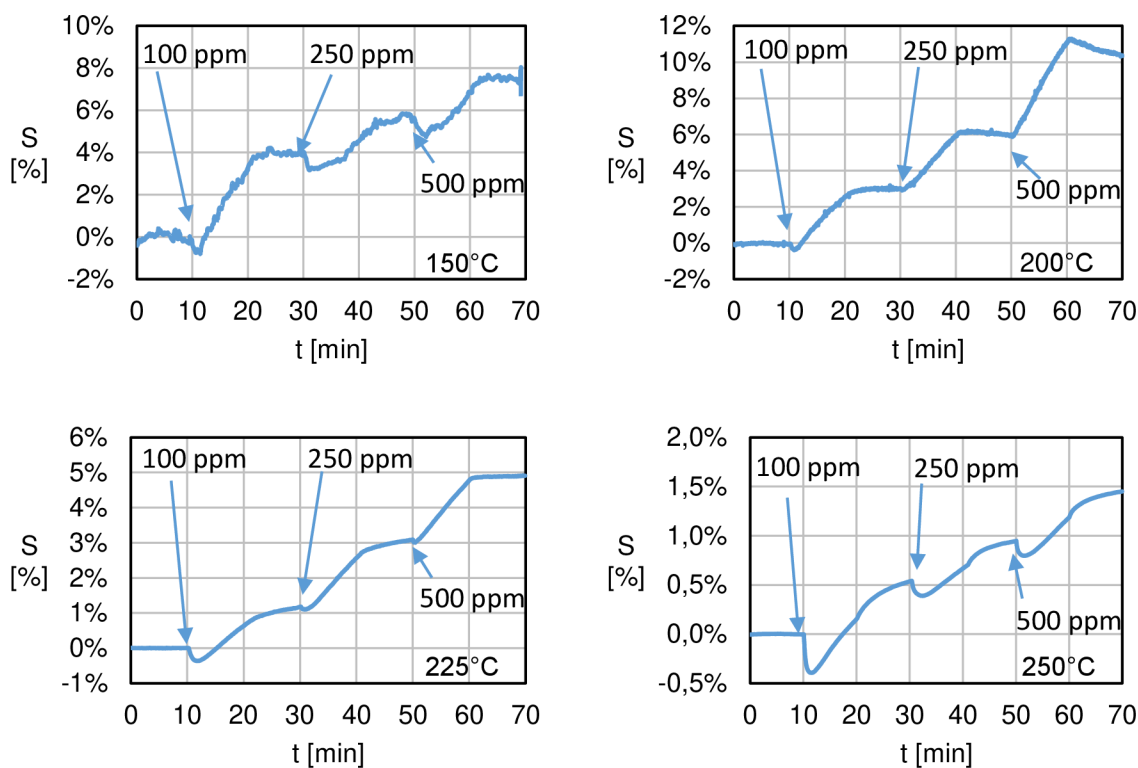 10%
8%
6%
4%
2%
0%
-2%
S
[%]
100 ppm
250 ppm
500 ppm
150°C
0 10 20 30 40 50 60 70
t [min]
12%
10%
8%
6%
4%
2%
0%
-2%
S
[%]
100 ppm
250 ppm
500 ppm
200°C
0 10 20 30 40 50 60 70
t [min]
6%
5%
4%
3%
2%
1%
0%
-1%
S
[%]
100 ppm
250 ppm
500 ppm
225°C
0 10 20 30 40 50 60 70
t [min]
2,0%
1,5%
1,0%
0,5%
0,0%
-0,5%
S
[%]
100 ppm
250 ppm
500 ppm
250°C
0 10 20 30 40 50 60 70
t [min]